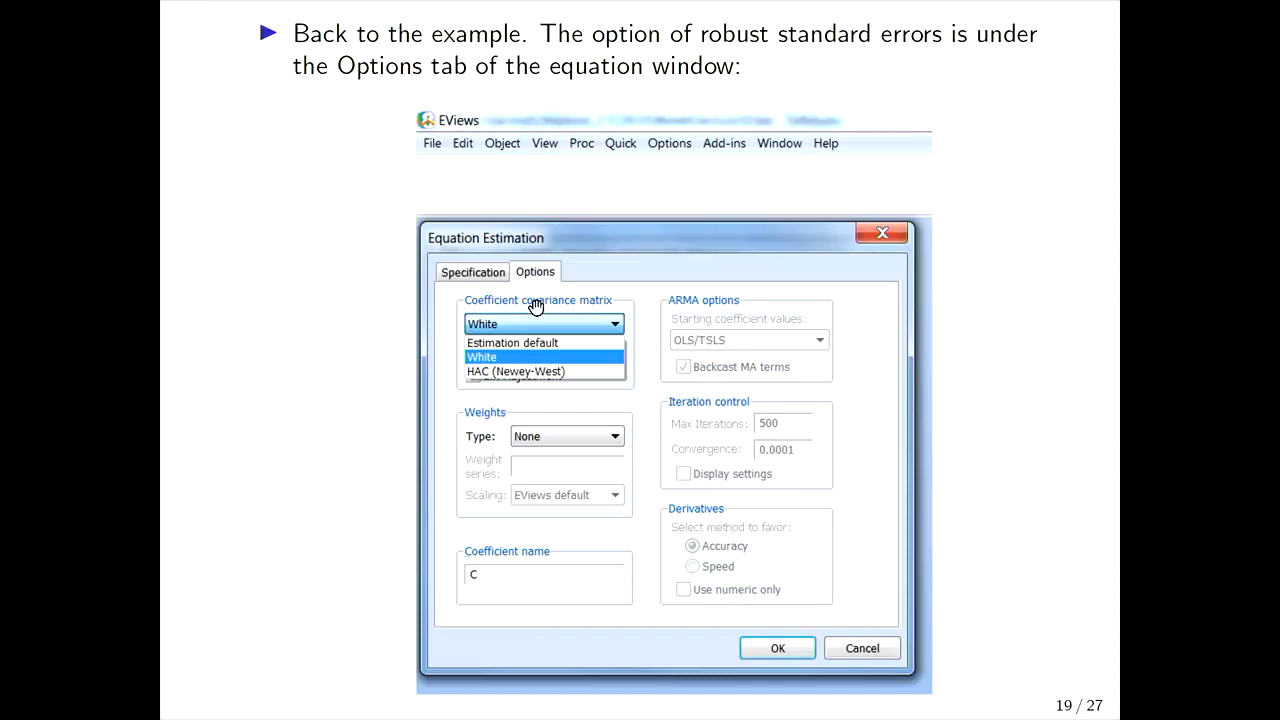 Back to the example. The option of robust standard errors is under
the Options tab of the equation window:
EViews
File Edit Object View Proc Quick Options Add-ins Window Help
Equation Estimation
Specification Options
Coefficient covariance matrix
White
Estimation default
White
HAC (Newey-West)
Weights
Type: None
Weight
series:
Scaling: EViews default
Coefficient name
C
ARMA options
Starting coefficient values:
OLS/TSLS
Backcast MA terms
Iteration control
Max Iterations: 500
Convergence: 0.0001
Display settings
Derivatives
Select method to favor:
Accuracy
Speed
Use numeric only
OK Cancel
19 / 27